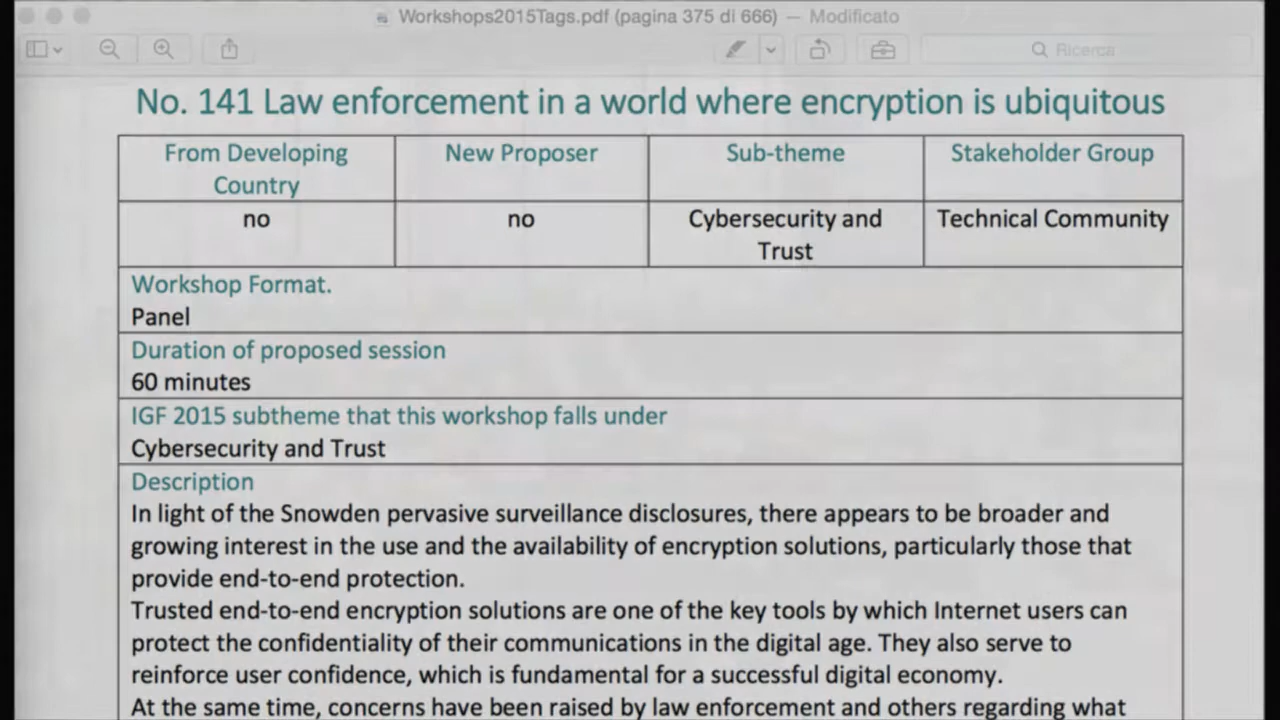 Workshops2015Tags.pdf (pagina 375 di 666) — Modificato
Ricerca
No. 141 Law enforcement in a world where encryption is ubiquitous
From Developing Country
New Proposer
Sub-theme
Stakeholder Group
no
no
Cybersecurity and Trust
Technical Community
Workshop Format.
Panel
Duration of proposed session
60 minutes
IGF 2015 subtheme that this workshop falls under
Cybersecurity and Trust
Description
In light of the Snowden pervasive surveillance disclosures, there appears to be broader and
growing interest in the use and the availability of encryption solutions, particularly those that
provide end-to-end protection.
Trusted end-to-end encryption solutions are one of the key tools by which Internet users can
protect the confidentiality of their communications in the digital age. They also serve to
reinforce user confidence, which is fundamental for a successful digital economy.
At the same time, concerns have been raised by law enforcement and others regarding what